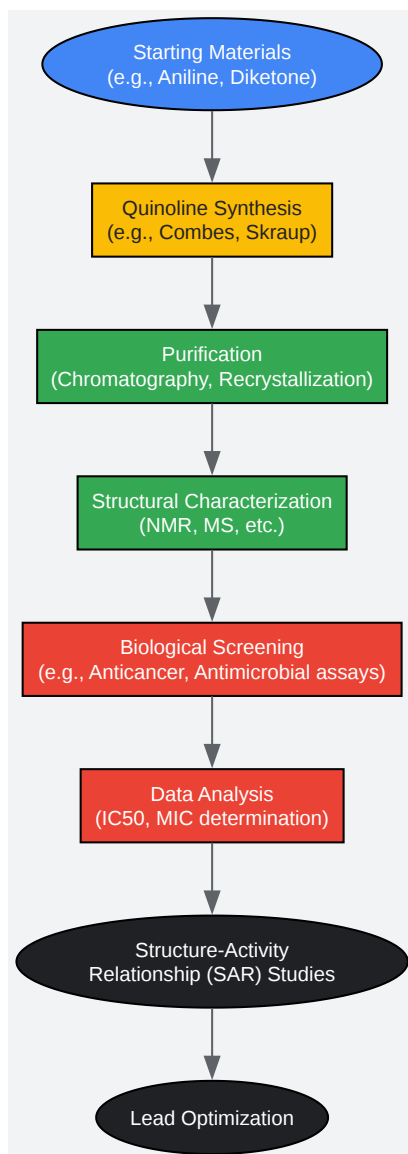 Starting Materials
(e.g., Aniline, Diketone)
Quinoline Synthesis
(e.g., Combes, Skraup)
Purification
(Chromatography, Recrystallization)
Structural Characterization
(NMR, MS, etc.)
Biological Screening
(e.g., Anticancer, Antimicrobial assays)
Data Analysis
(IC50, MIC determination)
Structure-Activity
Relationship (SAR) Studies
Lead Optimization